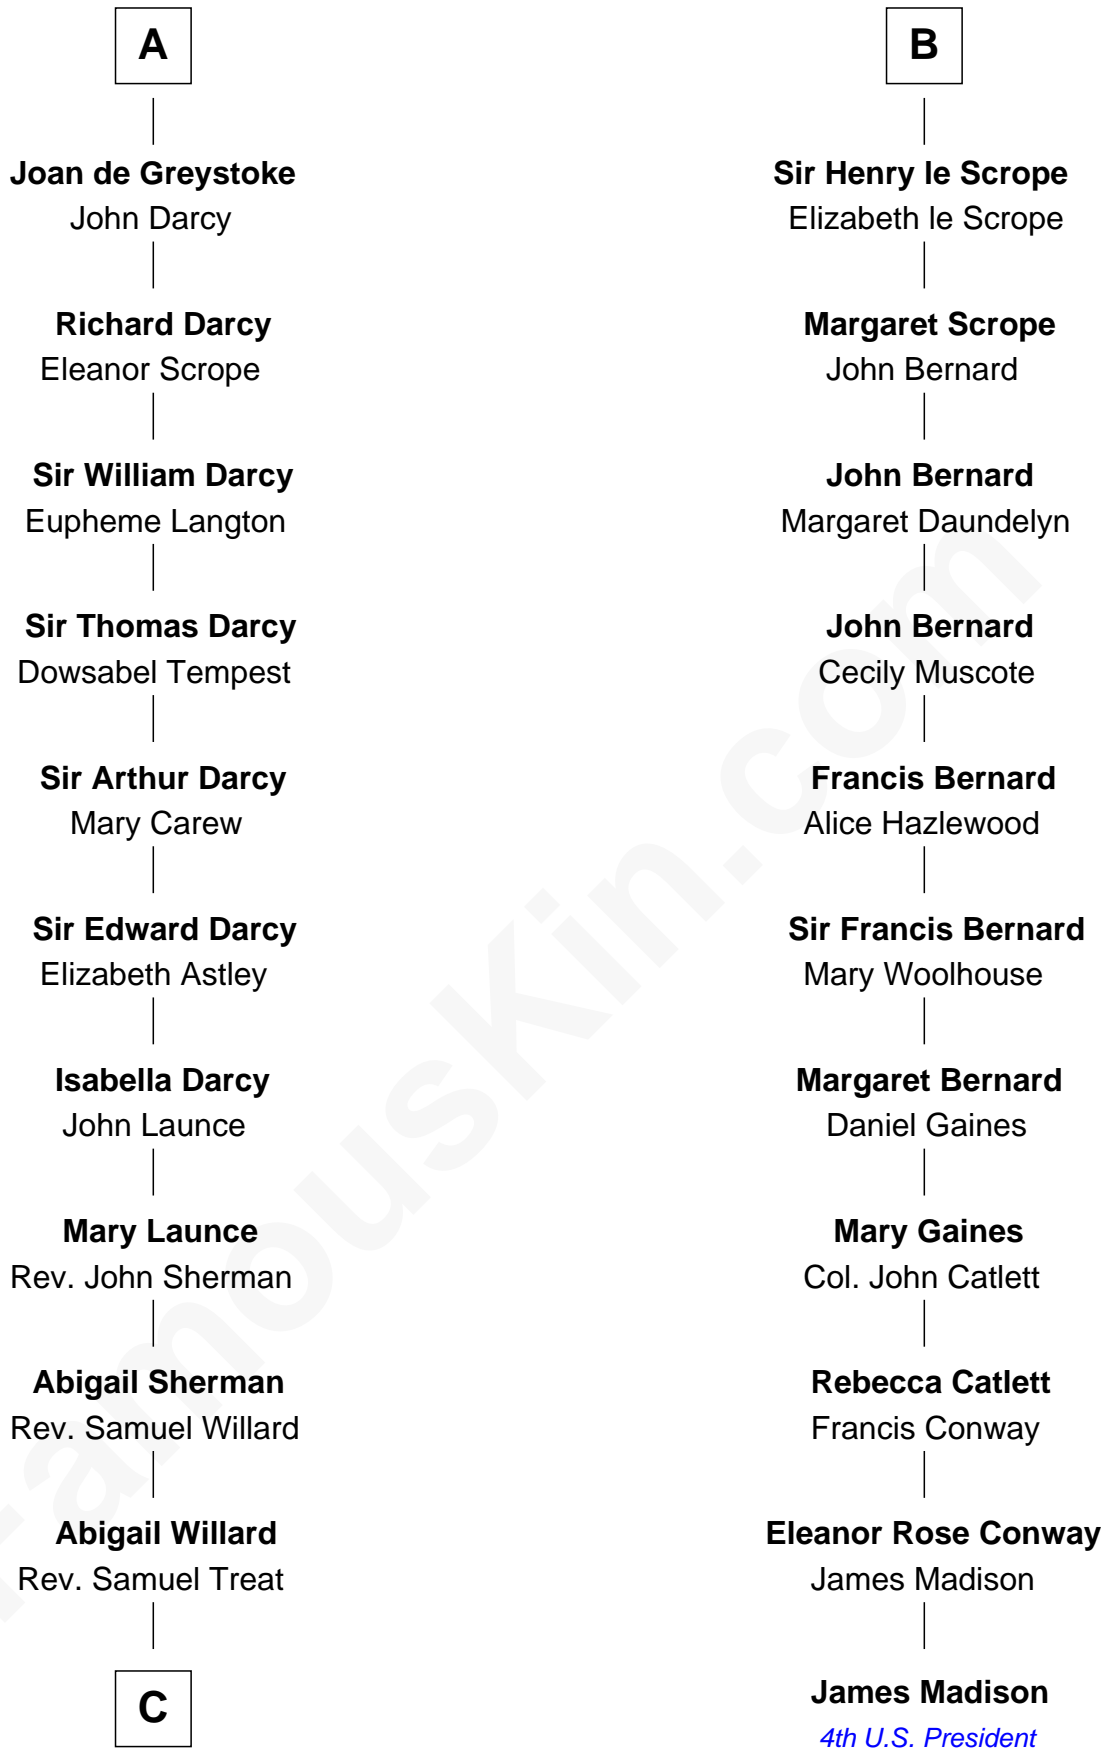 A
Joan de Greystoke
John Darcy
Richard Darcy
Eleanor Scrope
Sir William Darcy
Eupheme Langton
Sir Thomas Darcy
Dowsabel Tempest
Sir Arthur Darcy
Mary Carew
Sir Edward Darcy
Elizabeth Astley
Isabella Darcy
John Launce
Mary Launce
Rev. John Sherman
Abigail Sherman
Rev. Samuel Willard
Abigail Willard
Rev. Samuel Treat
C
B
Sir Henry le Scrope
Elizabeth le Scrope
Margaret Scrope
John Bernard
John Bernard
Margaret Daundelyn
John Bernard
Cecily Muscote
Francis Bernard
Alice Hazlewood
Sir Francis Bernard
Mary Woolhouse
Margaret Bernard
Daniel Gaines
Mary Gaines
Col. John Catlett
Rebecca Catlett
Francis Conway
Eleanor Rose Conway
James Madison
James Madison
4th U.S. President
FamousKin.com